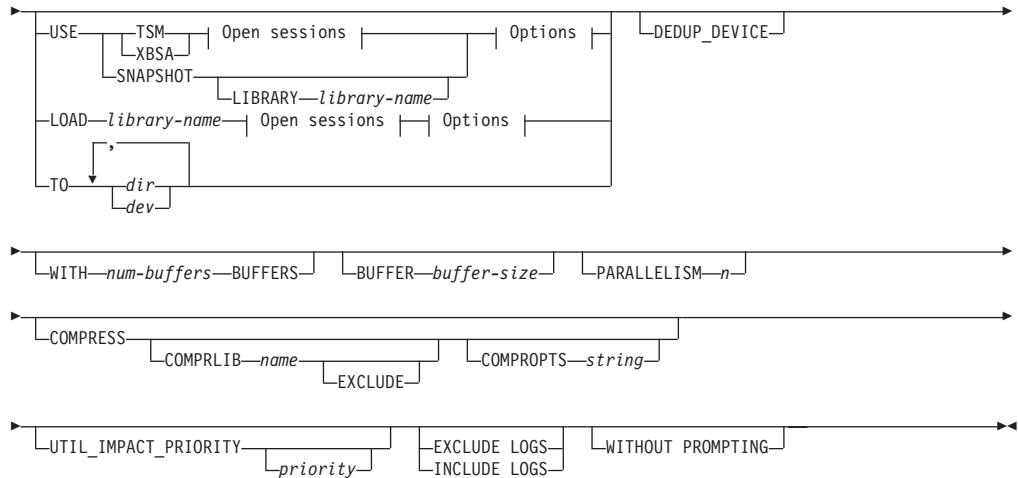 USE TSM Open sessions Options DEDUP_DEVICE
XBSA
SNAPSHOT
LIBRARY library-name
LOAD library-name Open sessions Options
,
TO dir
dev
WITH num-buffers BUFFERS BUFFER buffer-size PARALLELISM n
COMPRESS
COMPRLIB name COMPROPTS string
EXCLUDE
UTIL_IMPACT_PRIORITY EXCLUDE LOGS WITHOUT PROMPTING
priority INCLUDE LOGS